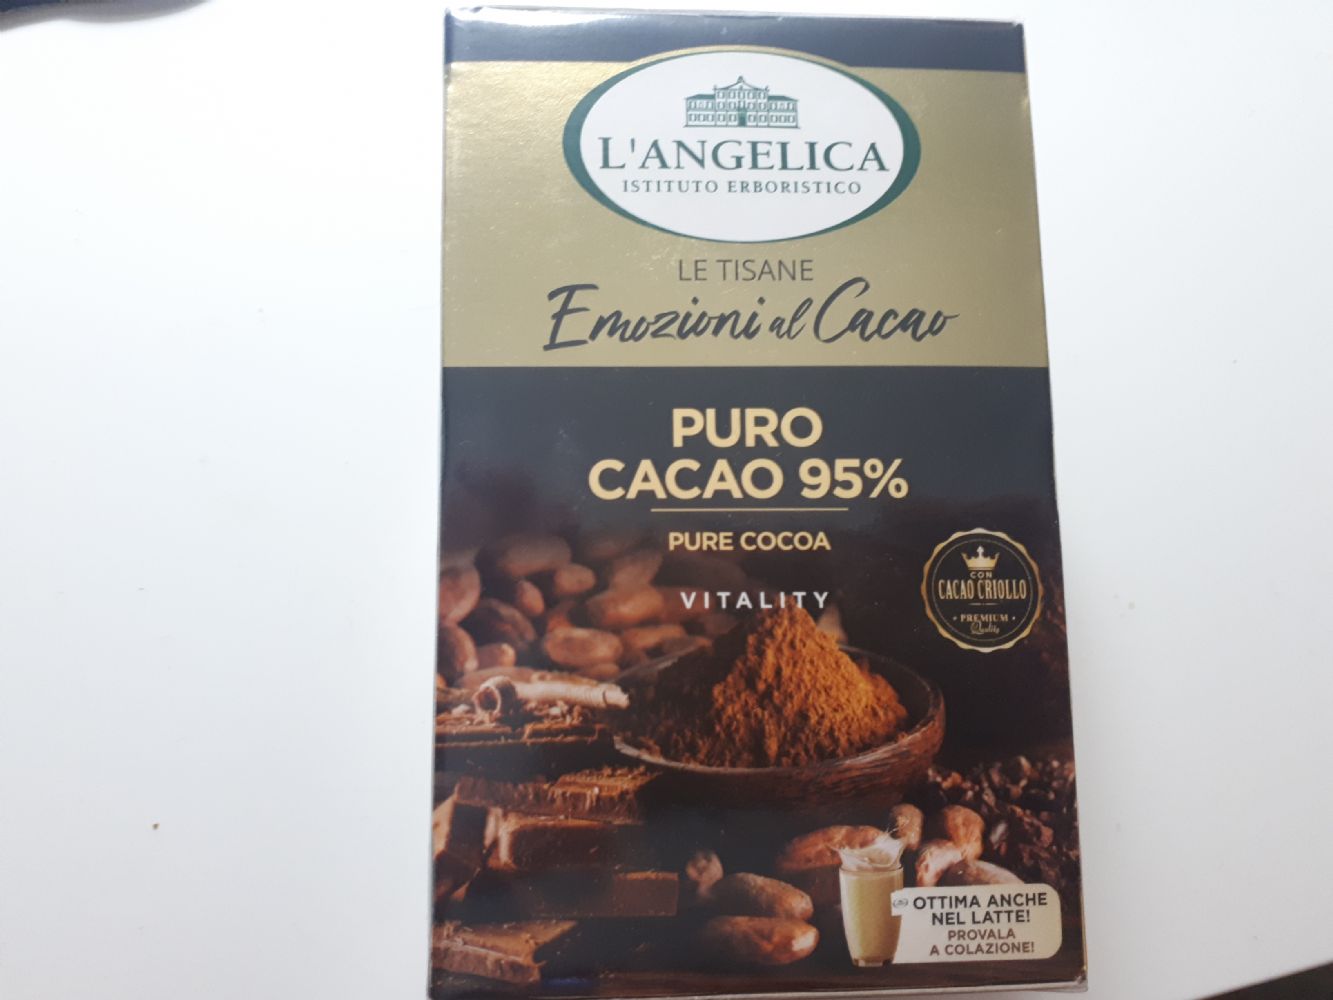 L'ANGELICA
ISTITUTO ERBORISTICO
LE TISANE
Emozioni al Cacao
PURO
CACAO 95%
PURE COCOA
VITALITY
CON
CACAO CRIOLLO
PREMIUM
Quality
OTTIMA ANCHE
NEL LATTE!
PROVALA
A COLAZIONE!